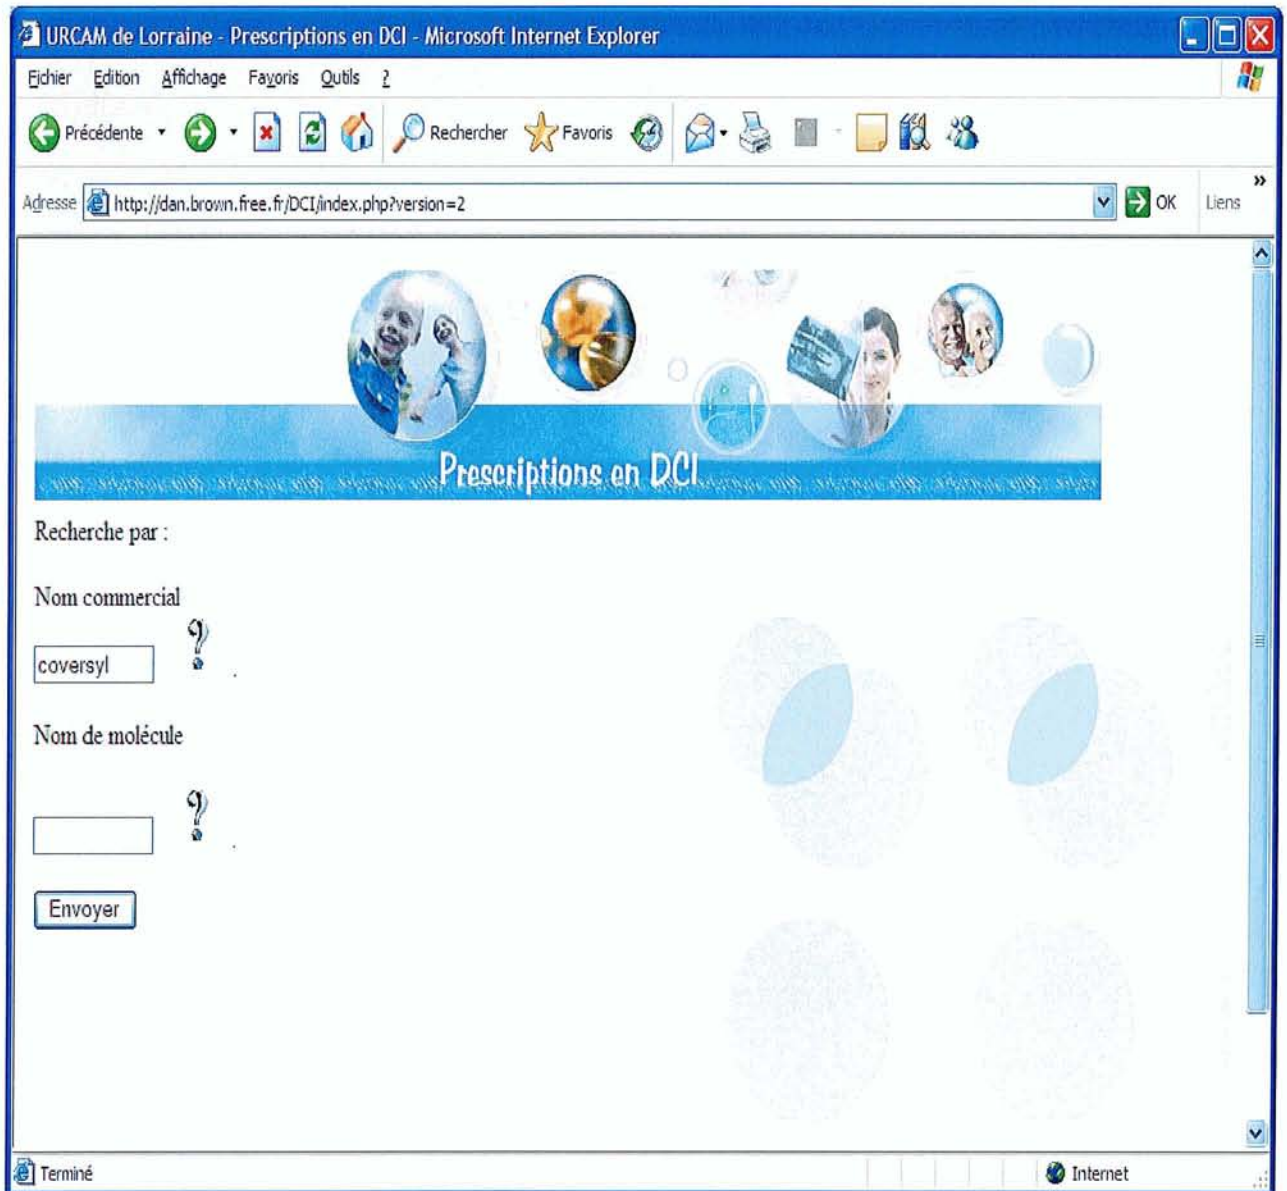 URCAM de Lorraine - Prescriptions en DCI - Microsoft Internet Explorer
Fichier Edition Affichage Favoris Outils ?
Précédente Rechercher Favoris
Adresse http://dan.brown.free.fr/DCI/index.php?version=2 OK Liens »
Prescriptions en DCI
Recherche par :
Nom commercial
coversyl ? .
Nom de molécule
? .
Envoyer
Terminé Internet